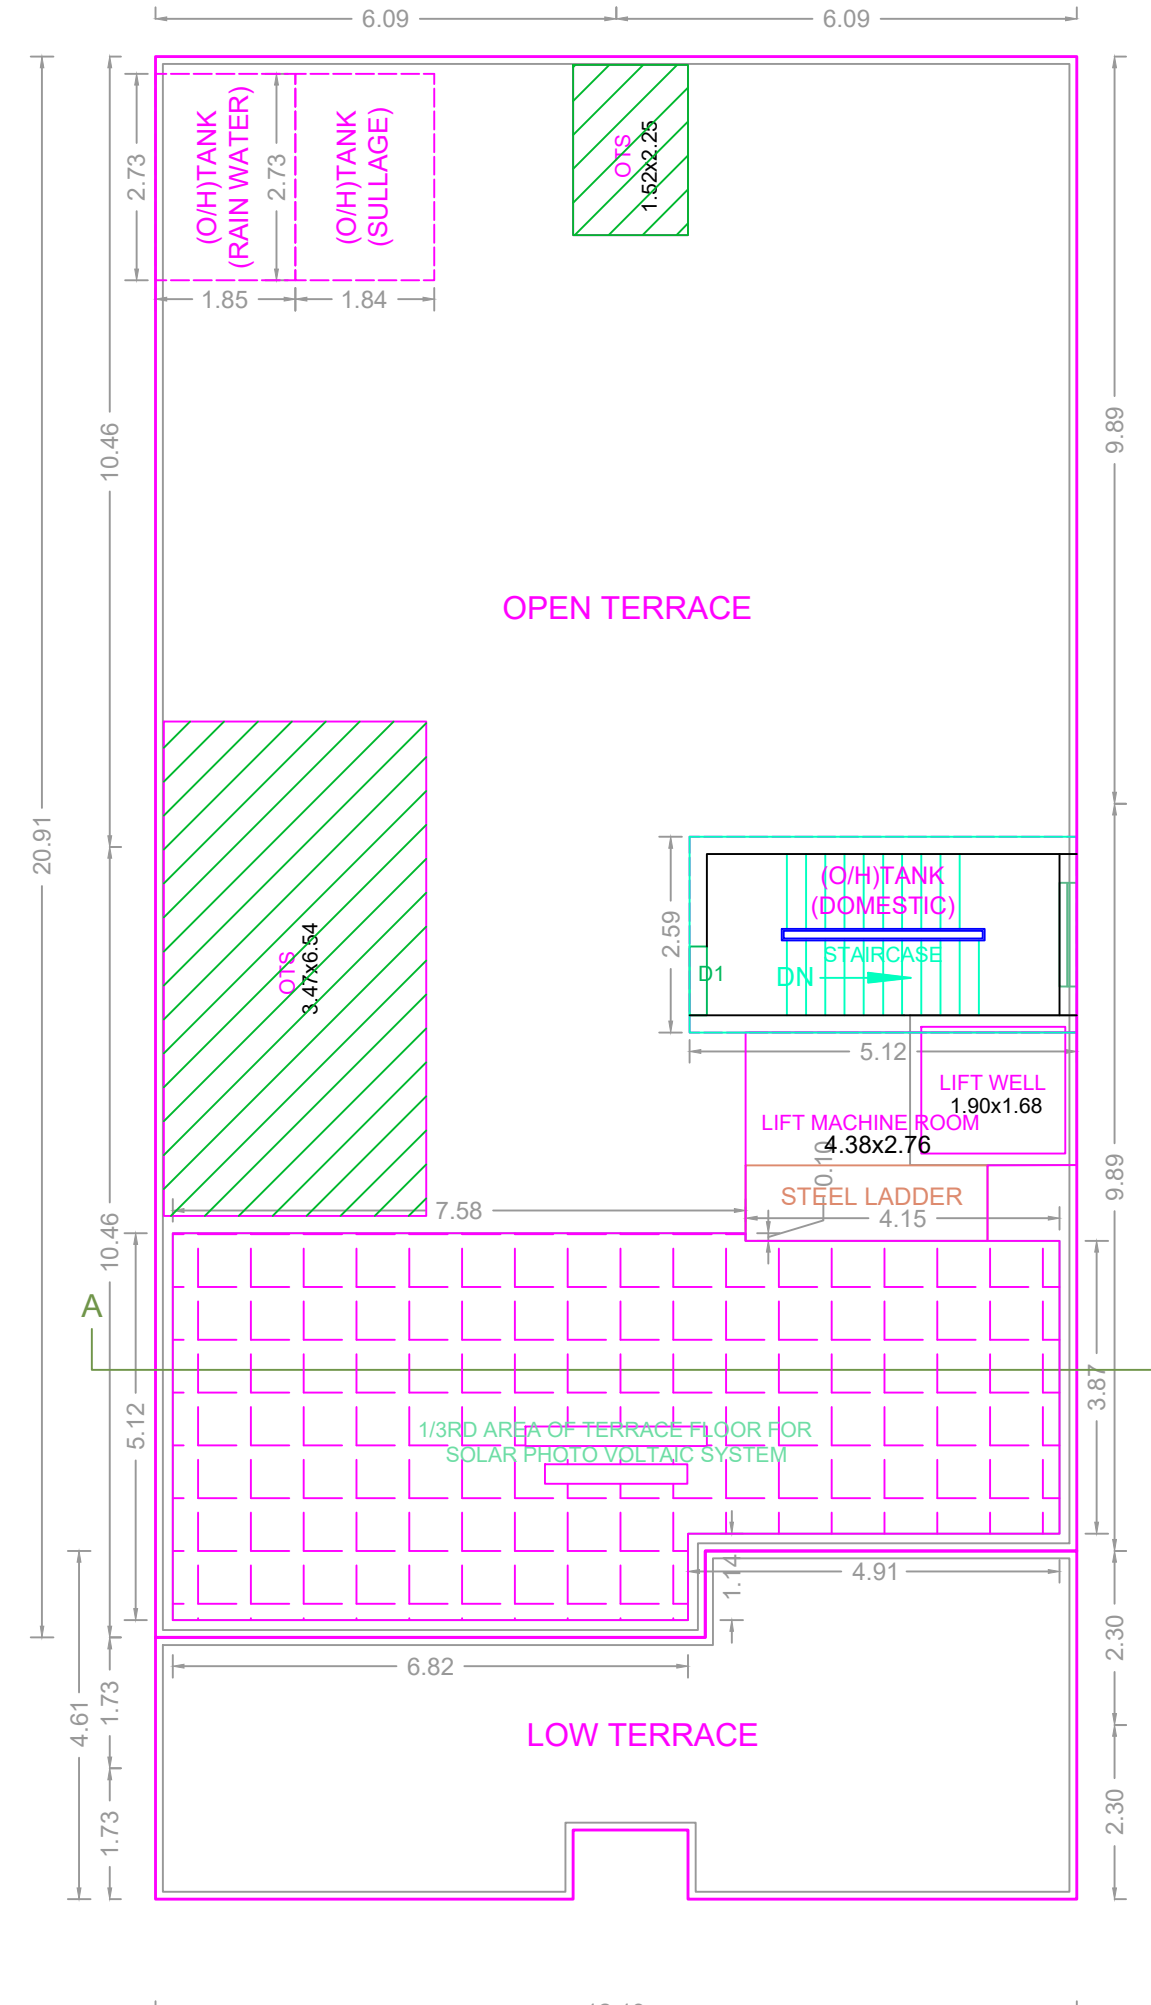 6.09
6.09
(O/H)TANK
(RAIN WATER)
(O/H)TANK
(SULLAGE)
2.73
2.73
1.85
1.84
OTS
1.52x2.25
10.46
9.89
OPEN TERRACE
20.91
OTS
3.47x6.54
(O/H)TANK
(DOMESTIC)
STAIRCASE
DN
D1
2.59
5.12
LIFT WELL
1.90x1.68
LIFT MACHINE ROOM
4.38x2.76
0.10
STEEL LADDER
4.15
7.58
10.46
9.89
A
5.12
3.87
1/3RD AREA OF TERRACE FLOOR FOR
SOLAR PHOTO VOLTAIC SYSTEM
1.14
4.91
6.82
4.61
1.73
1.73
2.30
2.30
LOW TERRACE